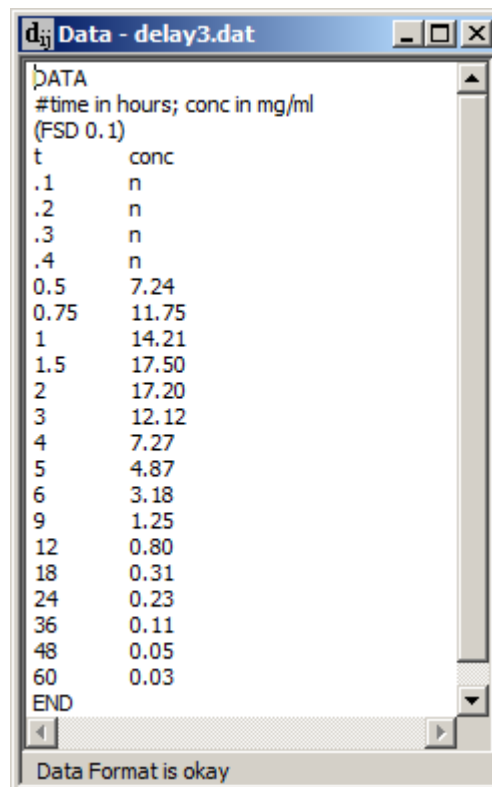 dij Data - delay3.dat
DATA
#time in hours; conc in mg/ml
(FSD 0.1)
t conc
.1 n
.2 n
.3 n
.4 n
0.5 7.24
0.75 11.75
1 14.21
1.5 17.50
2 17.20
3 12.12
4 7.27
5 4.87
6 3.18
9 1.25
12 0.80
18 0.31
24 0.23
36 0.11
48 0.05
60 0.03
END
Data Format is okay